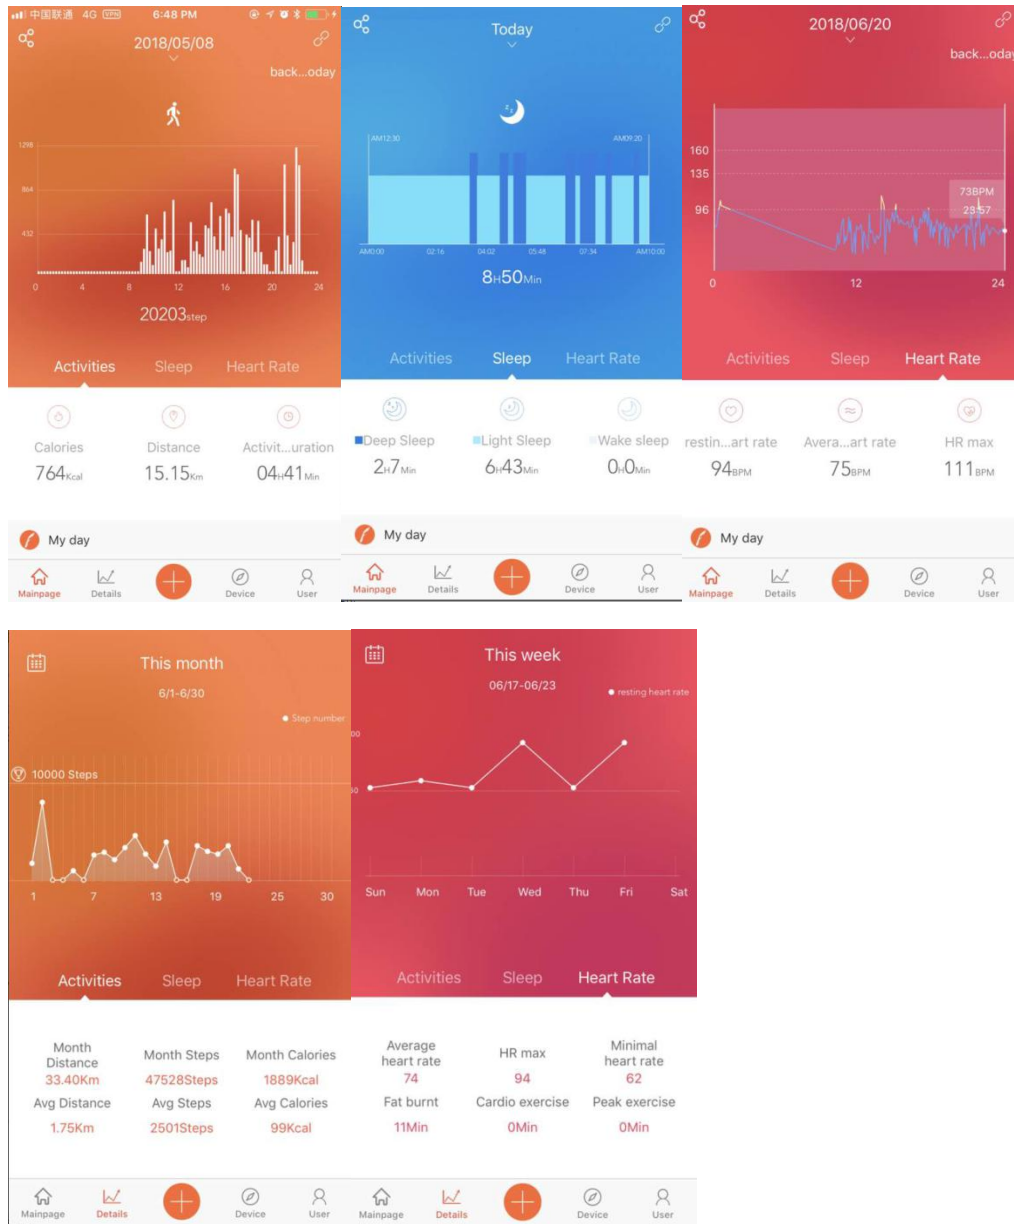 中国联通 4G VPN 6:48 PM
2018/05/08
back...oday
1298
864
432
0 4 8 12 16 20 24
20203step
Activities Sleep Heart Rate
Calories Distance Activit...uration
764Kcal 15.15Km 04H41Min
My day
Mainpage Details Device User
Today
AM12:30 AM09:20
AM0:00 02:16 04:02 05:48 07:34 AM10:00
8H50Min
Activities Sleep Heart Rate
Deep Sleep Light Sleep Wake sleep
2H7Min 6H43Min 0H0Min
My day
Mainpage Details Device User
2018/06/20
back...oday
160
135
96
73BPM
23:57
0 12 24
Activities Sleep Heart Rate
restin...art rate Avera...art rate HR max
94BPM 75BPM 111BPM
My day
Mainpage Details Device User
This month
6/1-6/30
Step number
10000 Steps
1 7 13 19 25 30
Activities Sleep Heart Rate
Month Distance Month Steps Month Calories
33.40Km 47528Steps 1889Kcal
Avg Distance Avg Steps Avg Calories
1.75Km 2501Steps 99Kcal
Mainpage Details Device User
This week
06/17-06/23
resting heart rate
00
60
Sun Mon Tue Wed Thu Fri Sat
Activities Sleep Heart Rate
Average heart rate HR max Minimal heart rate
74 94 62
Fat burnt Cardio exercise Peak exercise
11Min 0Min 0Min
Mainpage Details Device User